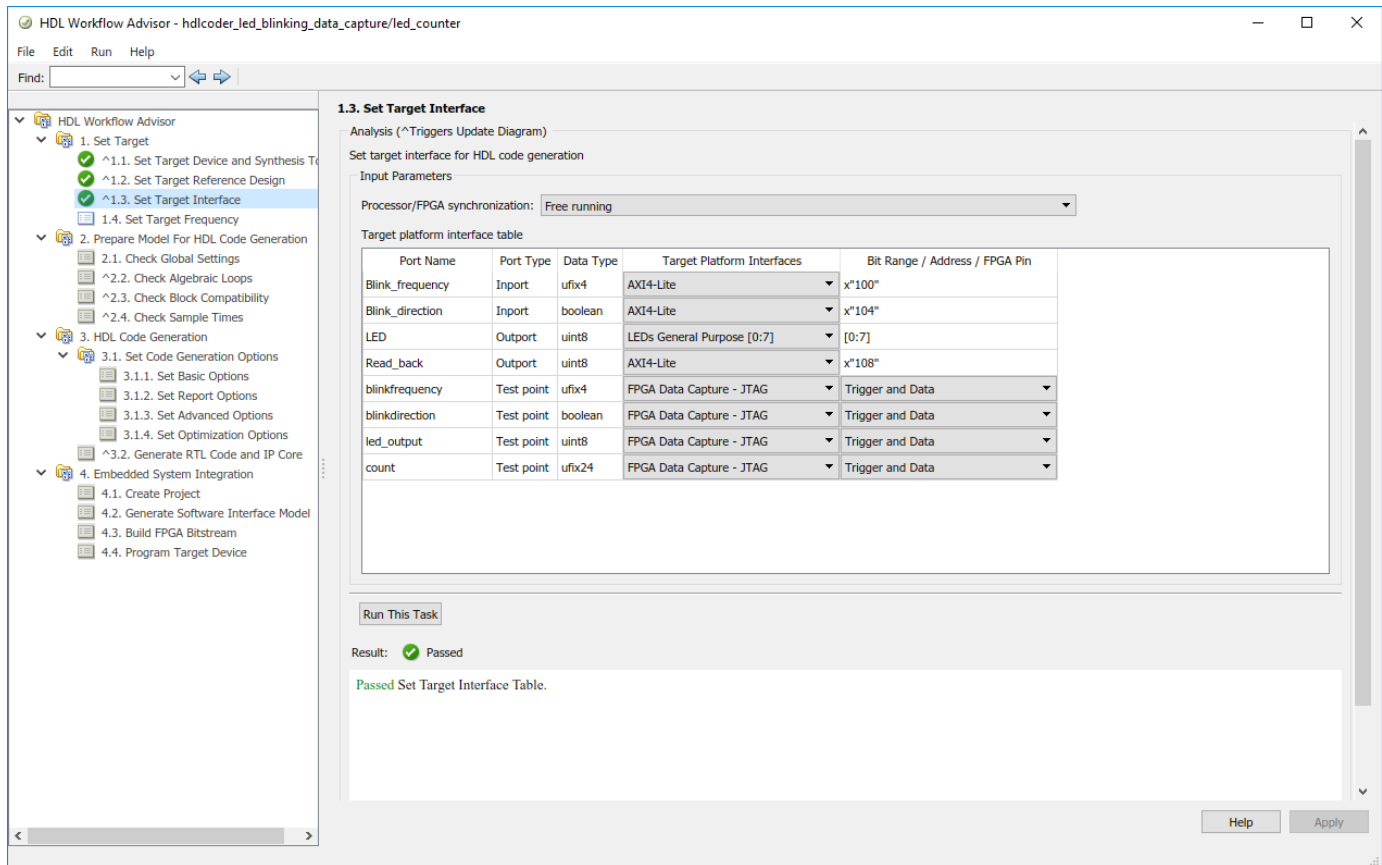 HDL Workflow Advisor - hdlcoder_led_blinking_data_capture/led_counter
File Edit Run Help
Find:
HDL Workflow Advisor
1. Set Target
^1.1. Set Target Device and Synthesis To
^1.2. Set Target Reference Design
^1.3. Set Target Interface
1.4. Set Target Frequency
2. Prepare Model For HDL Code Generation
2.1. Check Global Settings
^2.2. Check Algebraic Loops
^2.3. Check Block Compatibility
^2.4. Check Sample Times
3. HDL Code Generation
3.1. Set Code Generation Options
3.1.1. Set Basic Options
3.1.2. Set Report Options
3.1.3. Set Advanced Options
3.1.4. Set Optimization Options
^3.2. Generate RTL Code and IP Core
4. Embedded System Integration
4.1. Create Project
4.2. Generate Software Interface Model
4.3. Build FPGA Bitstream
4.4. Program Target Device
1.3. Set Target Interface
Analysis (^Triggers Update Diagram)
Set target interface for HDL code generation
Input Parameters
Processor/FPGA synchronization: Free running
Target platform interface table
Port Name Port Type Data Type Target Platform Interfaces Bit Range / Address / FPGA Pin
Blink_frequency Inport ufix4 AXI4-Lite x"100"
Blink_direction Inport boolean AXI4-Lite x"104"
LED Outport uint8 LEDs General Purpose [0:7] [0:7]
Read_back Outport uint8 AXI4-Lite x"108"
blinkfrequency Test point ufix4 FPGA Data Capture - JTAG Trigger and Data
blinkdirection Test point boolean FPGA Data Capture - JTAG Trigger and Data
led_output Test point uint8 FPGA Data Capture - JTAG Trigger and Data
count Test point ufix24 FPGA Data Capture - JTAG Trigger and Data
Run This Task
Result: Passed
Passed Set Target Interface Table.
Help Apply